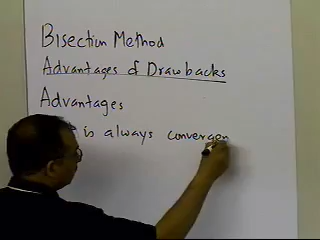 Bisection Method
Advantages & Drawbacks
Advantages
is always convergen